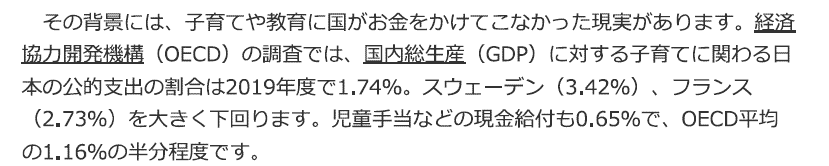 その背景には、子育てや教育に国がお金をかけてこなかった現実があります。経済
協力開発機構（OECD）の調査では、国内総生産（GDP）に対する子育てに関わる日
本の公的支出の割合は2019年度で1.74%。スウェーデン（3.42%）、フランス
（2.73%）を大きく下回ります。児童手当などの現金給付も0.65%で、OECD平均
の1.16%の半分程度です。